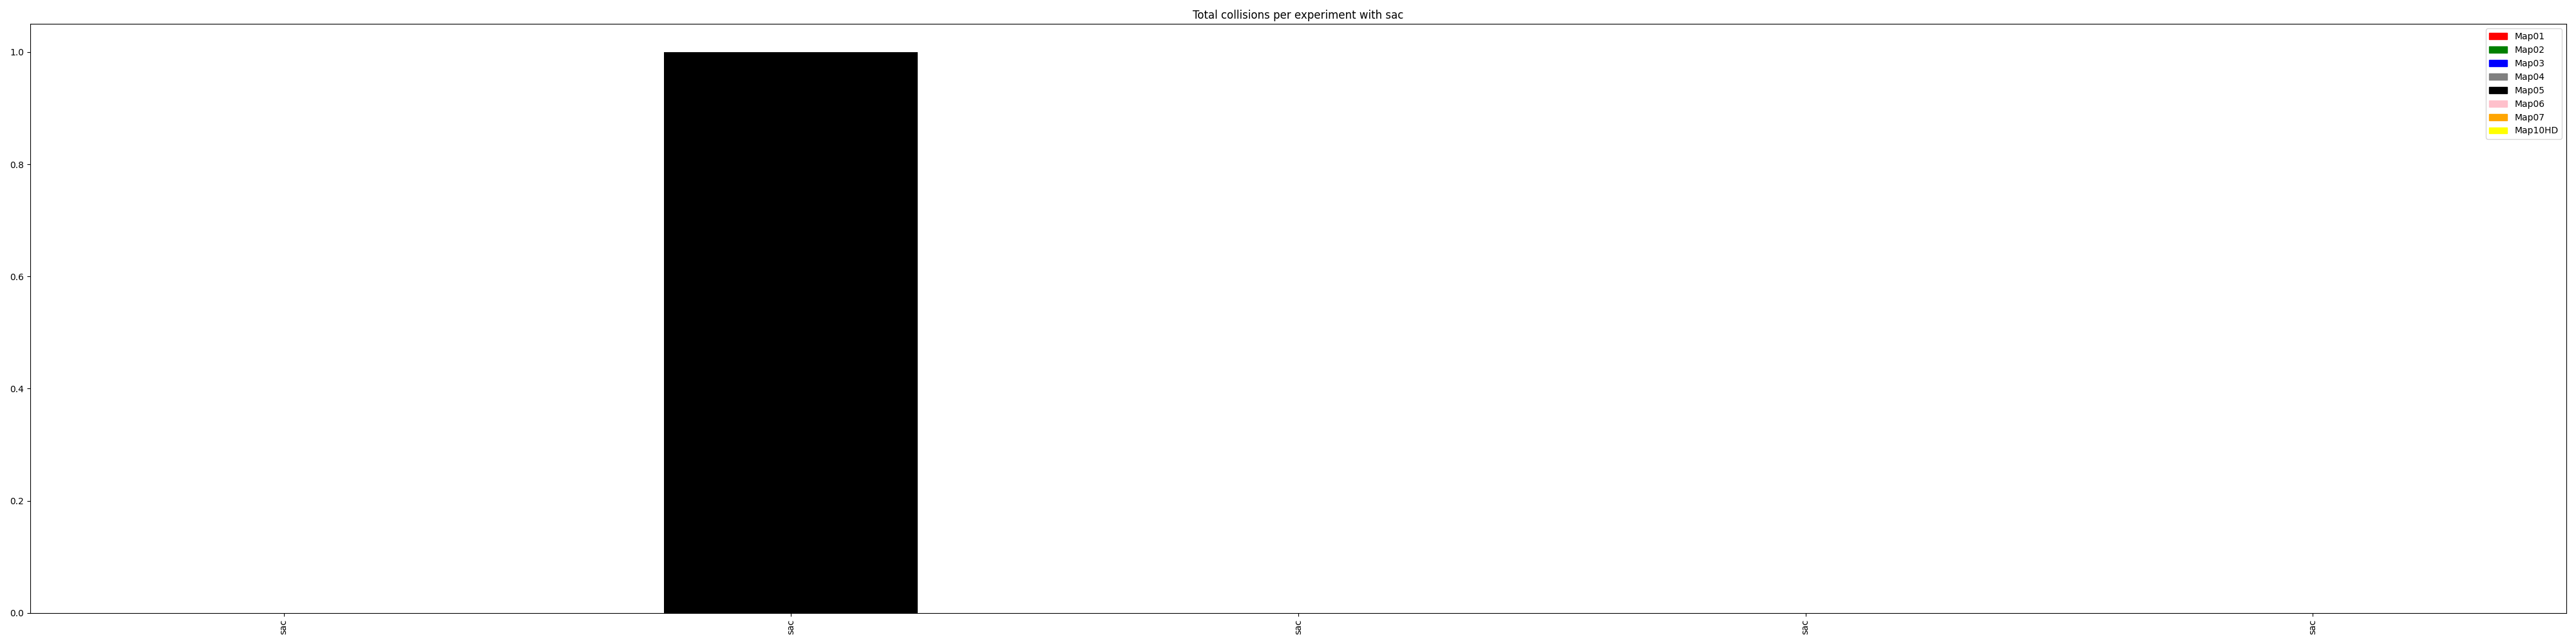 Total collisions per experiment with sac
Map01
Map02
Map03
Map04
Map05
Map06
Map07
Map10HD
1.0
0.8
0.6
0.4
0.2
0.0
sac
sac
sac
sac
sac